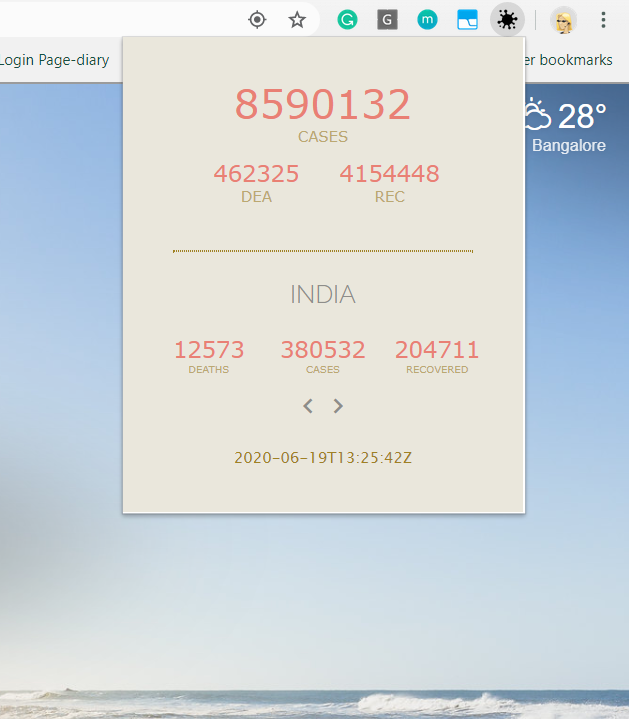 G G m
Login Page-diary
er bookmarks
28°
Bangalore
8590132
CASES
462325 4154448
DEA REC
INDIA
12573 380532 204711
DEATHS CASES RECOVERED
2020-06-19T13:25:42Z